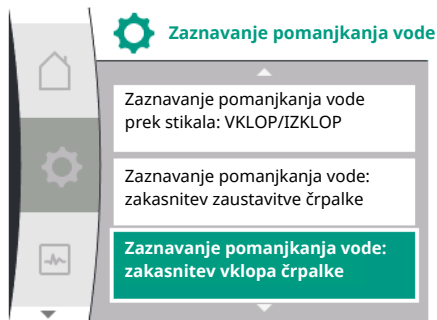 Zaznavanje pomanjkanja vode
Zaznavanje pomanjkanja vode
prek stikala: VKLOP/IZKLOP
Zaznavanje pomanjkanja vode:
zakasnitev zaustavitve črpalke
Zaznavanje pomanjkanja vode:
zakasnitev vklopa črpalke